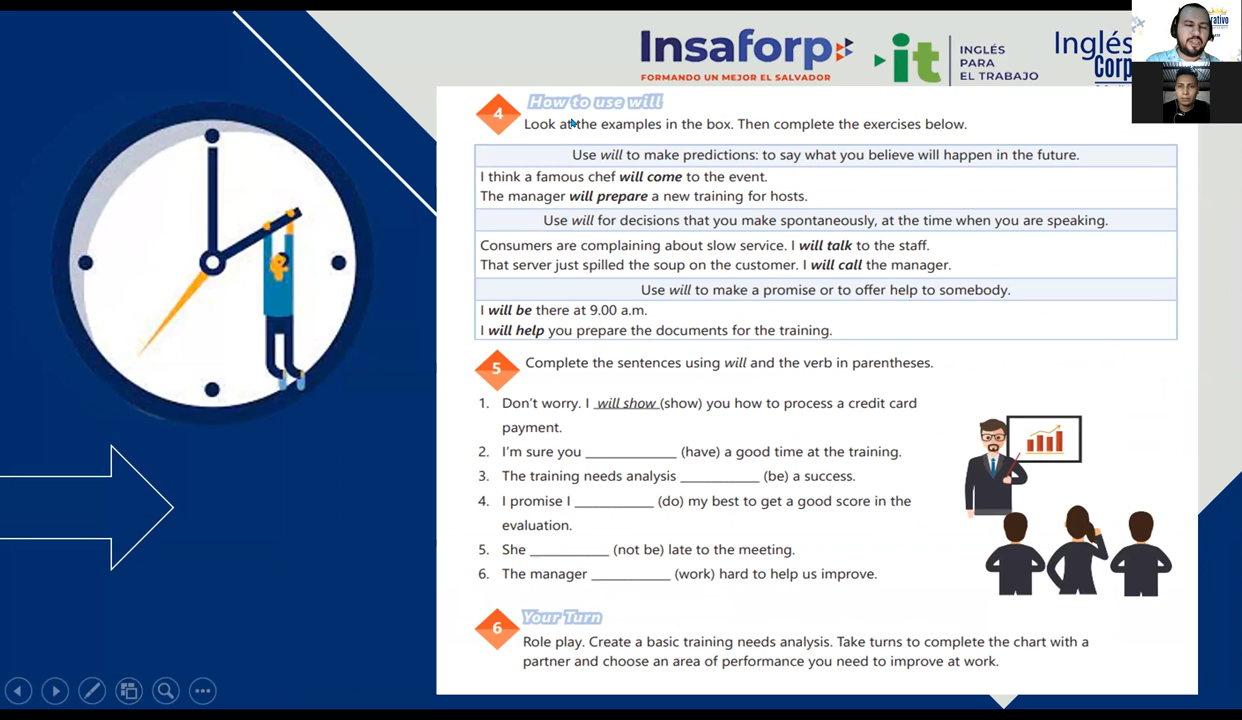 Insaforp
FORMANDO UN MEJOR EL SALVADOR
it
INGLÉS
PARA
EL TRABAJO
Inglés
Corp
4
How to use will
Look at the examples in the box. Then complete the exercises below.
Use will to make predictions: to say what you believe will happen in the future.
I think a famous chef will come to the event.
The manager will prepare a new training for hosts.
Use will for decisions that you make spontaneously, at the time when you are speaking.
Consumers are complaining about slow service. I will talk to the staff.
That server just spilled the soup on the customer. I will call the manager.
Use will to make a promise or to offer help to somebody.
I will be there at 9.00 a.m.
I will help you prepare the documents for the training.
5
Complete the sentences using will and the verb in parentheses.
1. Don't worry. I will show (show) you how to process a credit card
payment.
2. I'm sure you ____________ (have) a good time at the training.
3. The training needs analysis ___________ (be) a success.
4. I promise I ___________ (do) my best to get a good score in the
evaluation.
5. She ___________ (not be) late to the meeting.
6. The manager ___________ (work) hard to help us improve.
6
Your Turn
Role play. Create a basic training needs analysis. Take turns to complete the chart with a
partner and choose an area of performance you need to improve at work.